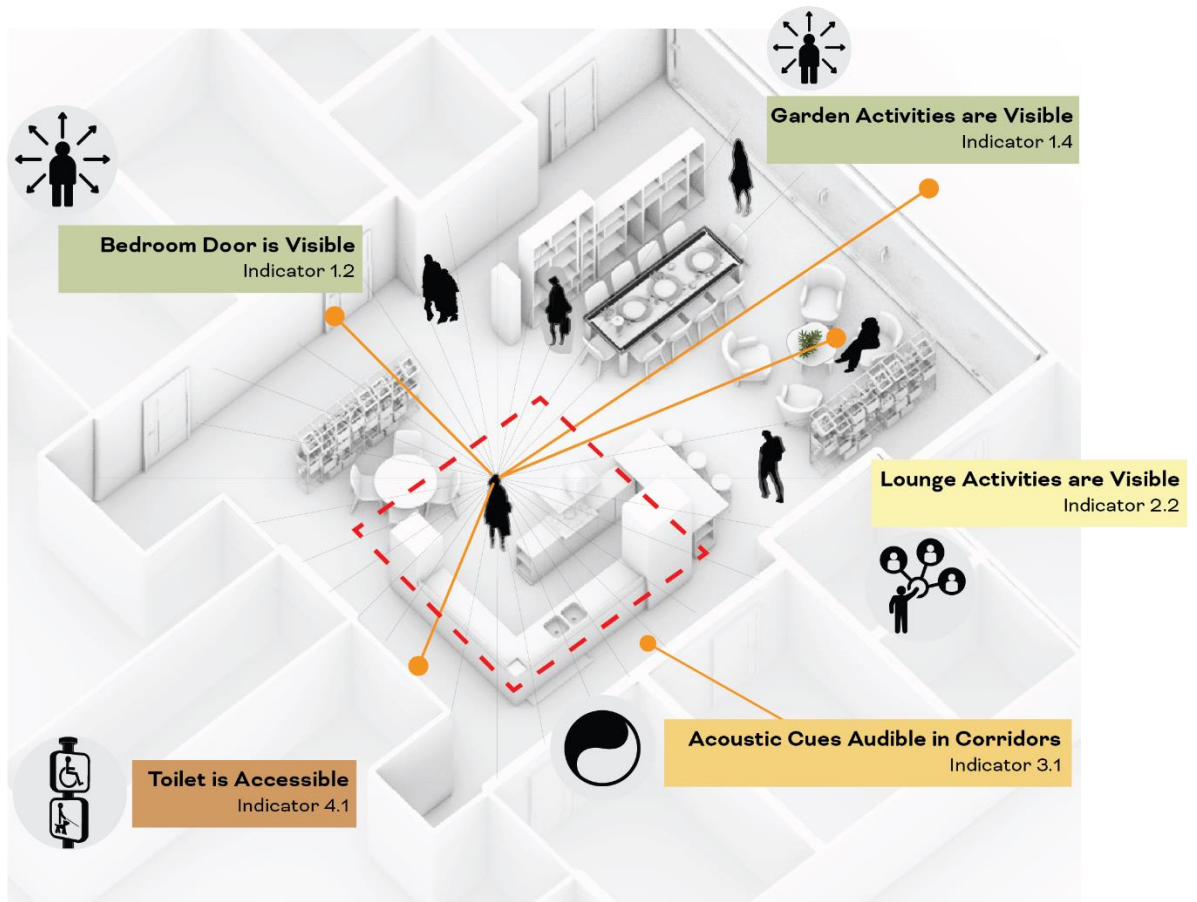 Garden Activities are Visible
Indicator 1.4
Bedroom Door is Visible
Indicator 1.2
Lounge Activities are Visible
Indicator 2.2
Acoustic Cues Audible in Corridors
Indicator 3.1
Toilet is Accessible
Indicator 4.1